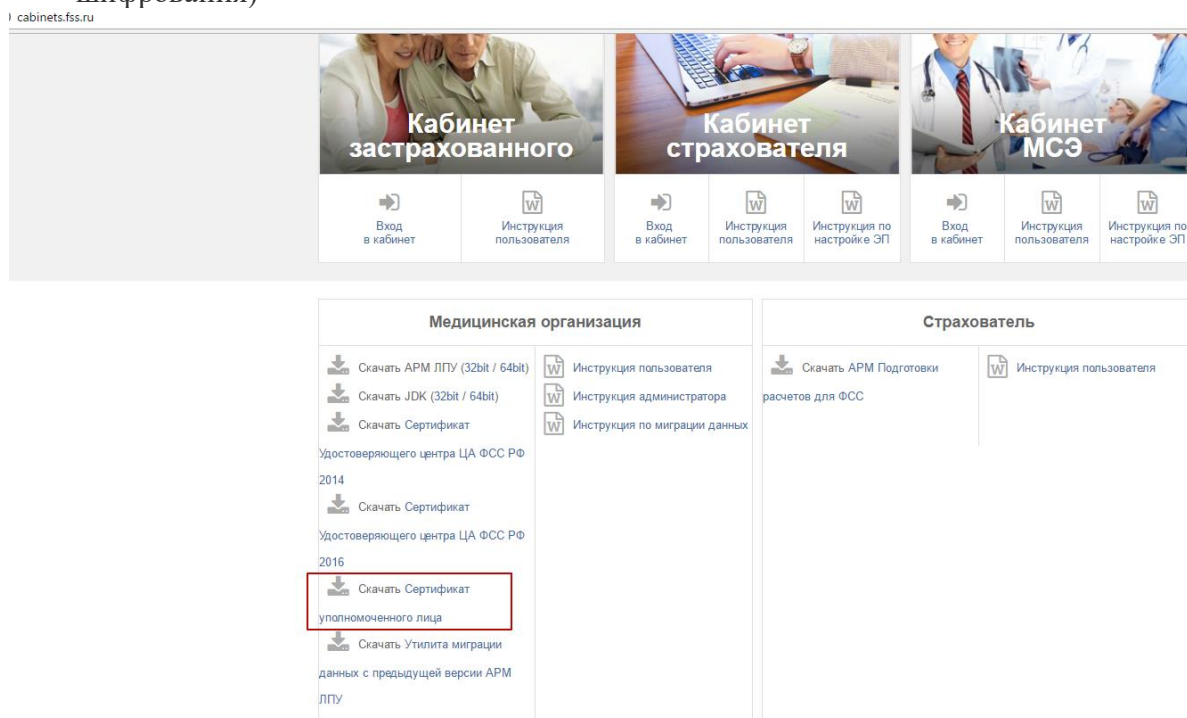 cabinets.fss.ru
Кабинет
застрахованного
Кабинет
страхователя
Кабинет
МСЭ
Вход
в кабинет
Инструкция
пользователя
Вход
в кабинет
Инструкция
пользователя
Инструкция по
настройке ЭП
Вход
в кабинет
Инструкция
пользователя
Инструкция по
настройке ЭП
Медицинская организация
Скачать АРМ ЛПУ (32bit / 64bit)
Скачать JDK (32bit / 64bit)
Скачать Сертификат
Удостоверяющего центра ЦА ФСС РФ
2014
Скачать Сертификат
Удостоверяющего центра ЦА ФСС РФ
2016
Скачать Сертификат
уполномоченного лица
Скачать Утилита миграции
данных с предыдущей версии АРМ
ЛПУ
Инструкция пользователя
Инструкция администратора
Инструкция по миграции данных
Страхователь
Скачать АРМ Подготовки
расчетов для ФСС
Инструкция пользователя